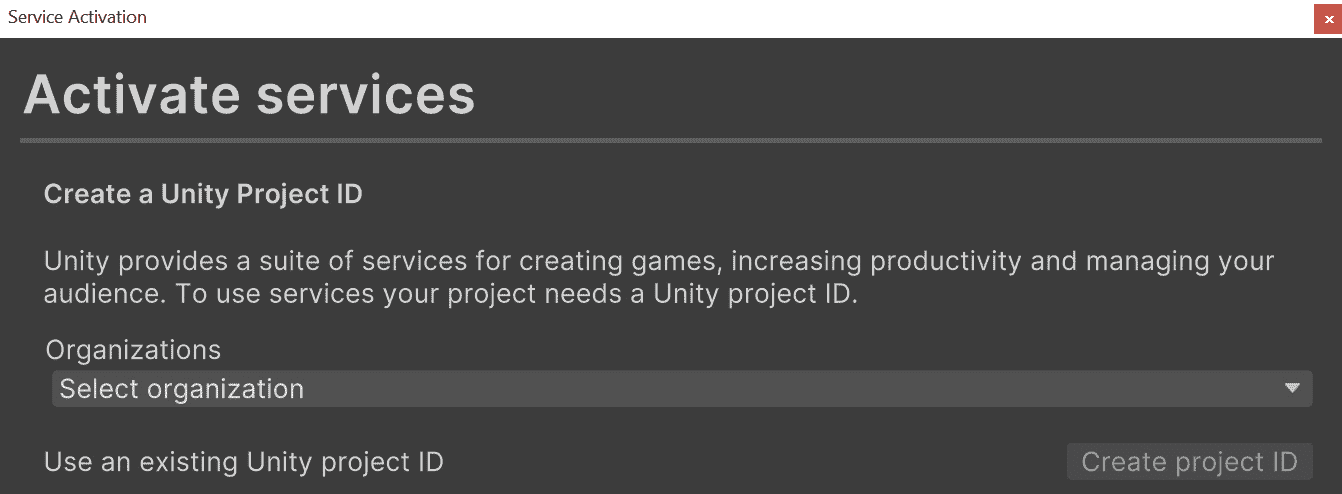 Service Activation
Activate services
Create a Unity Project ID
Unity provides a suite of services for creating games, increasing productivity and managing your
audience. To use services your project needs a Unity project ID.
Organizations
Select organization
Use an existing Unity project ID
Create project ID